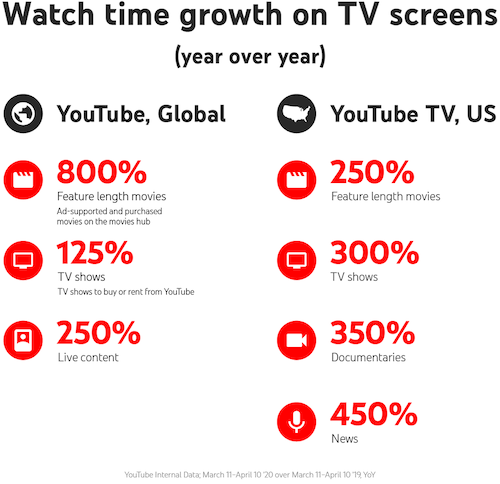 Watch time growth on TV screens
(year over year)
YouTube, Global
800%
Feature length movies
Ad-supported and purchased
movies on the movies hub
125%
TV shows
TV shows to buy or rent from YouTube
250%
Live content
YouTube TV, US
250%
Feature length movies
300%
TV shows
350%
Documentaries
450%
News
YouTube Internal Data; March 11–April 10 '20 over March 11–April 10 '19, YoY